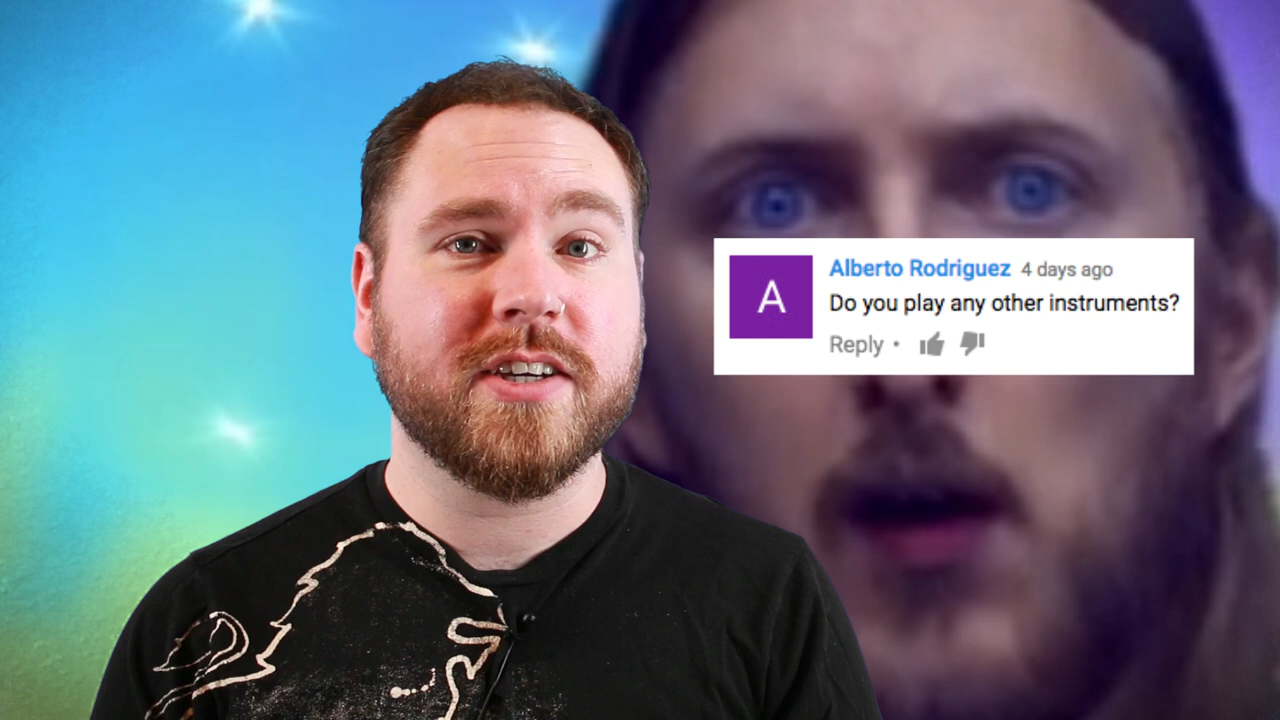 A
Alberto Rodriguez 4 days ago
Do you play any other instruments?
Reply •